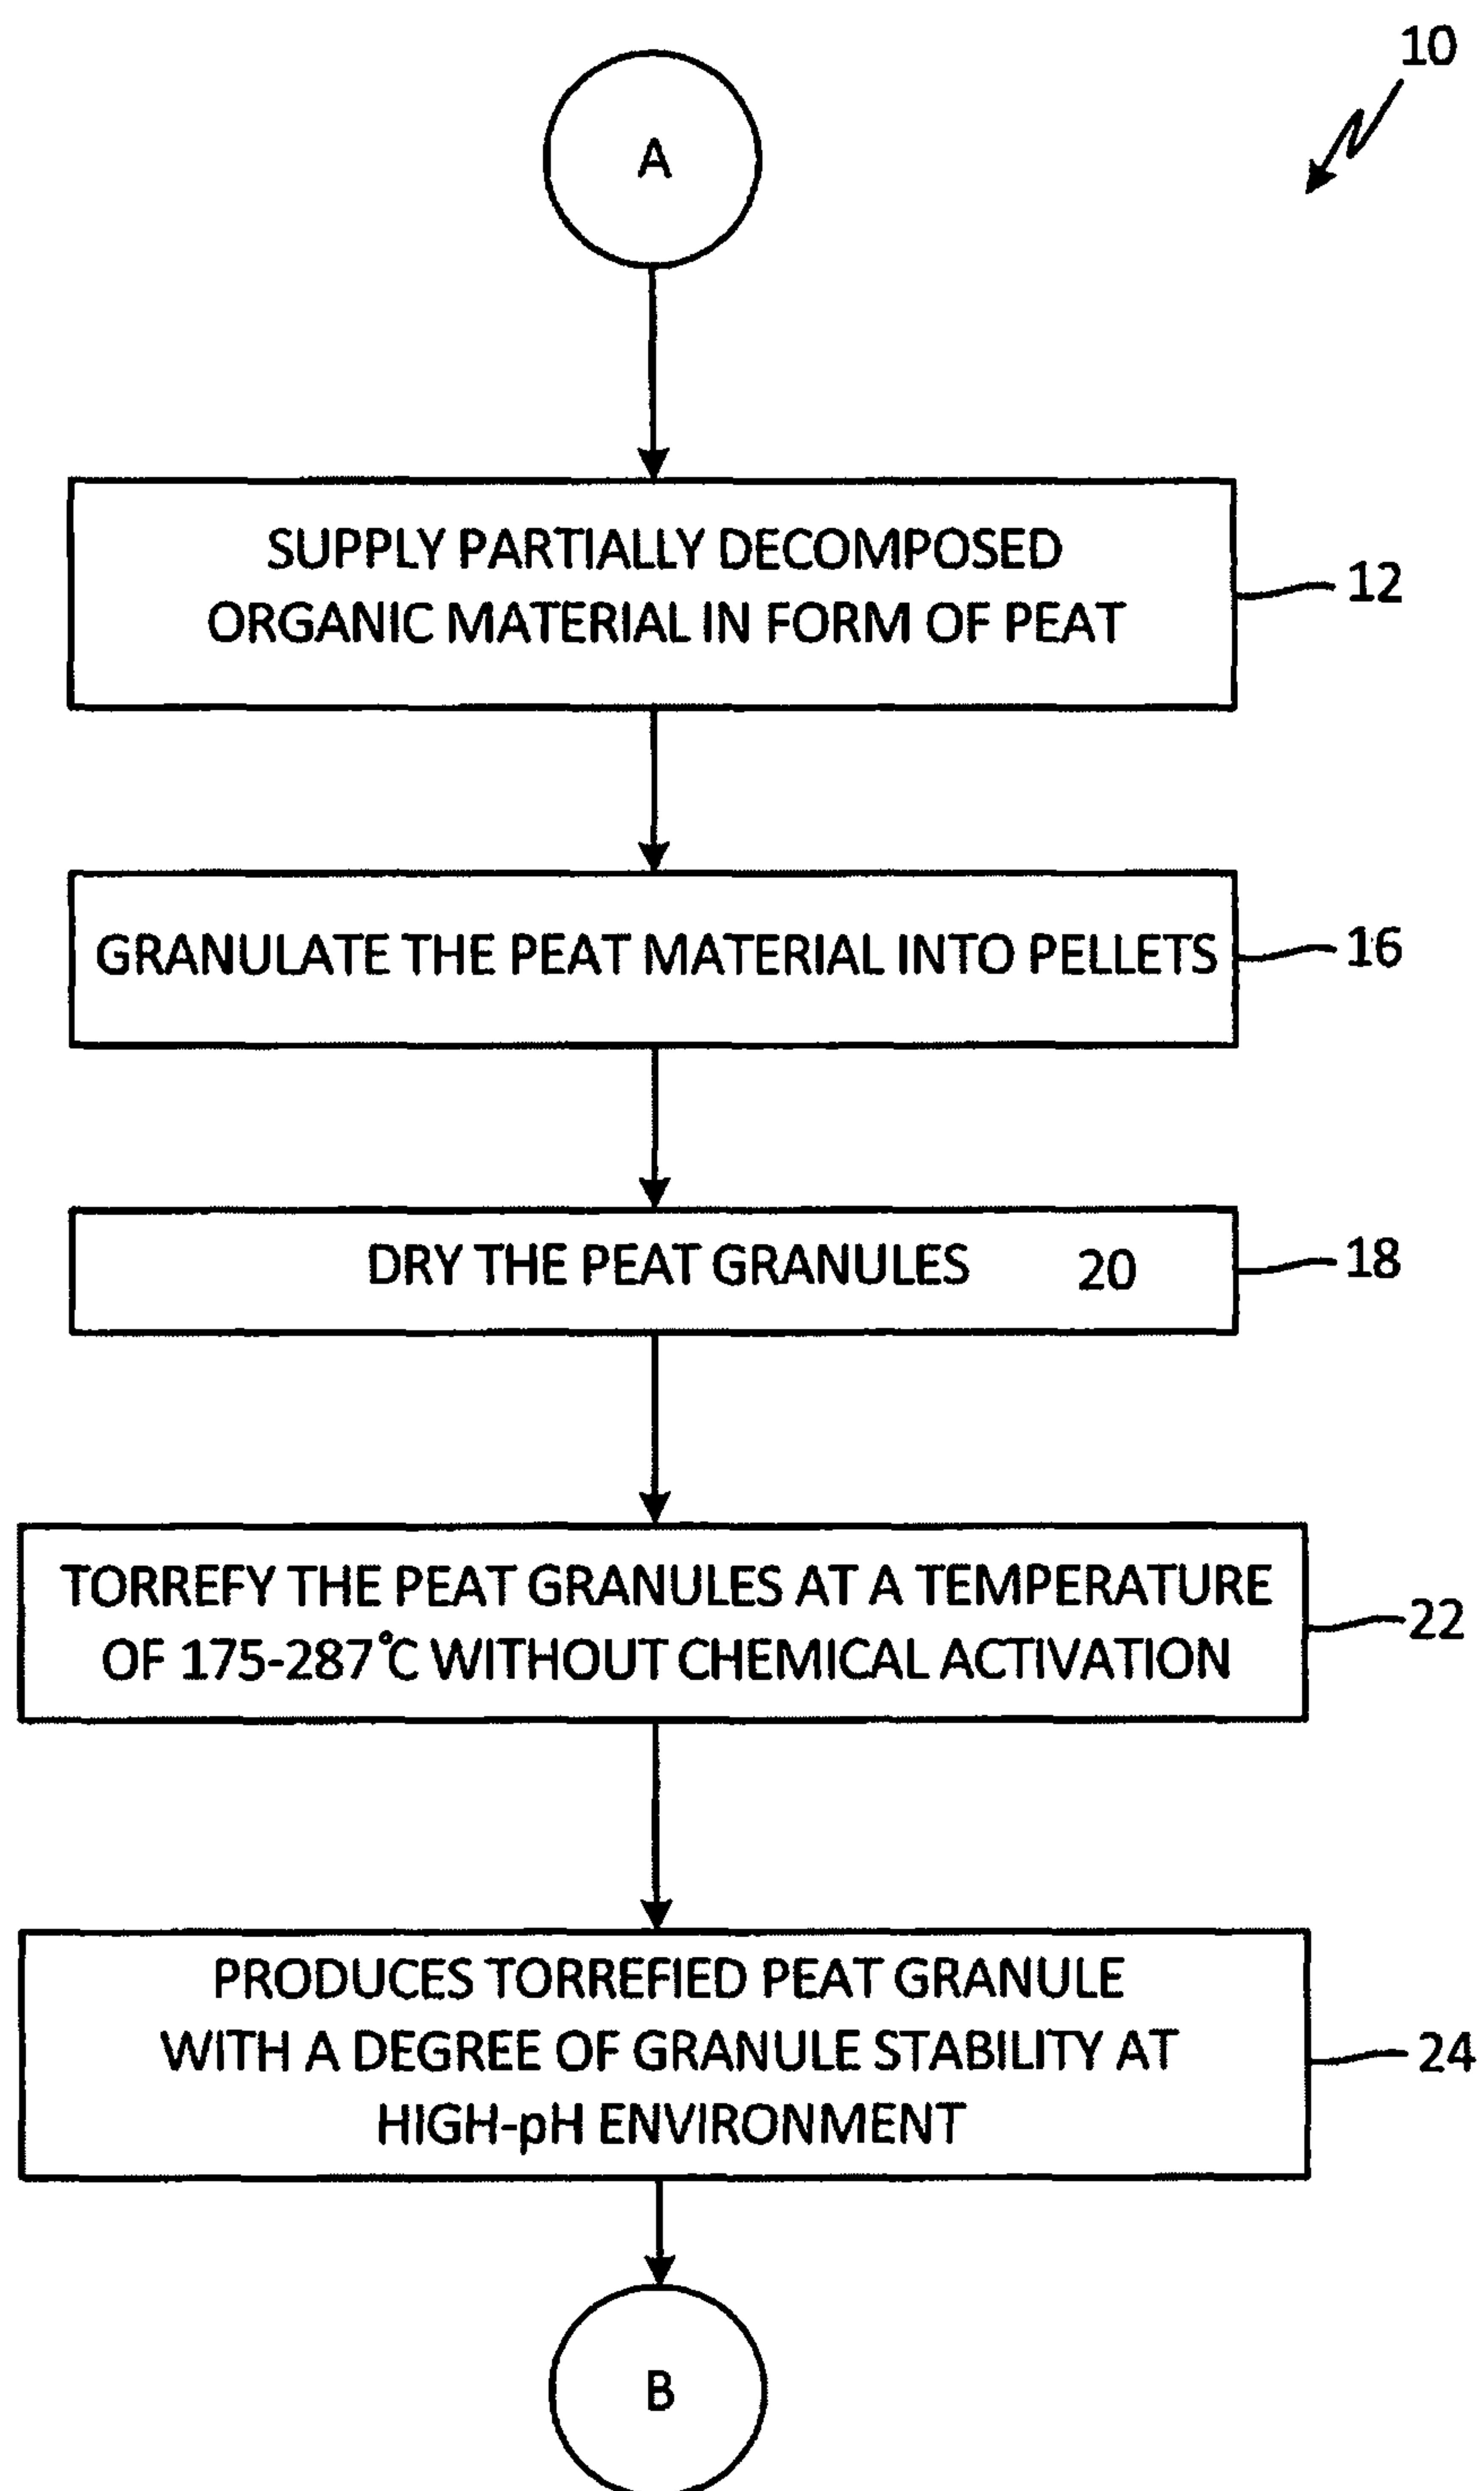 10
A
SUPPLY PARTIALLY DECOMPOSED
ORGANIC MATERIAL IN FORM OF PEAT
12
GRANULATE THE PEAT MATERIAL INTO PELLETS
16
DRY THE PEAT GRANULES 20
18
TORREFY THE PEAT GRANULES AT A TEMPERATURE
OF 175-287°C WITHOUT CHEMICAL ACTIVATION
22
PRODUCES TORREFIED PEAT GRANULE
WITH A DEGREE OF GRANULE STABILITY AT
HIGH-pH ENVIRONMENT
24
B